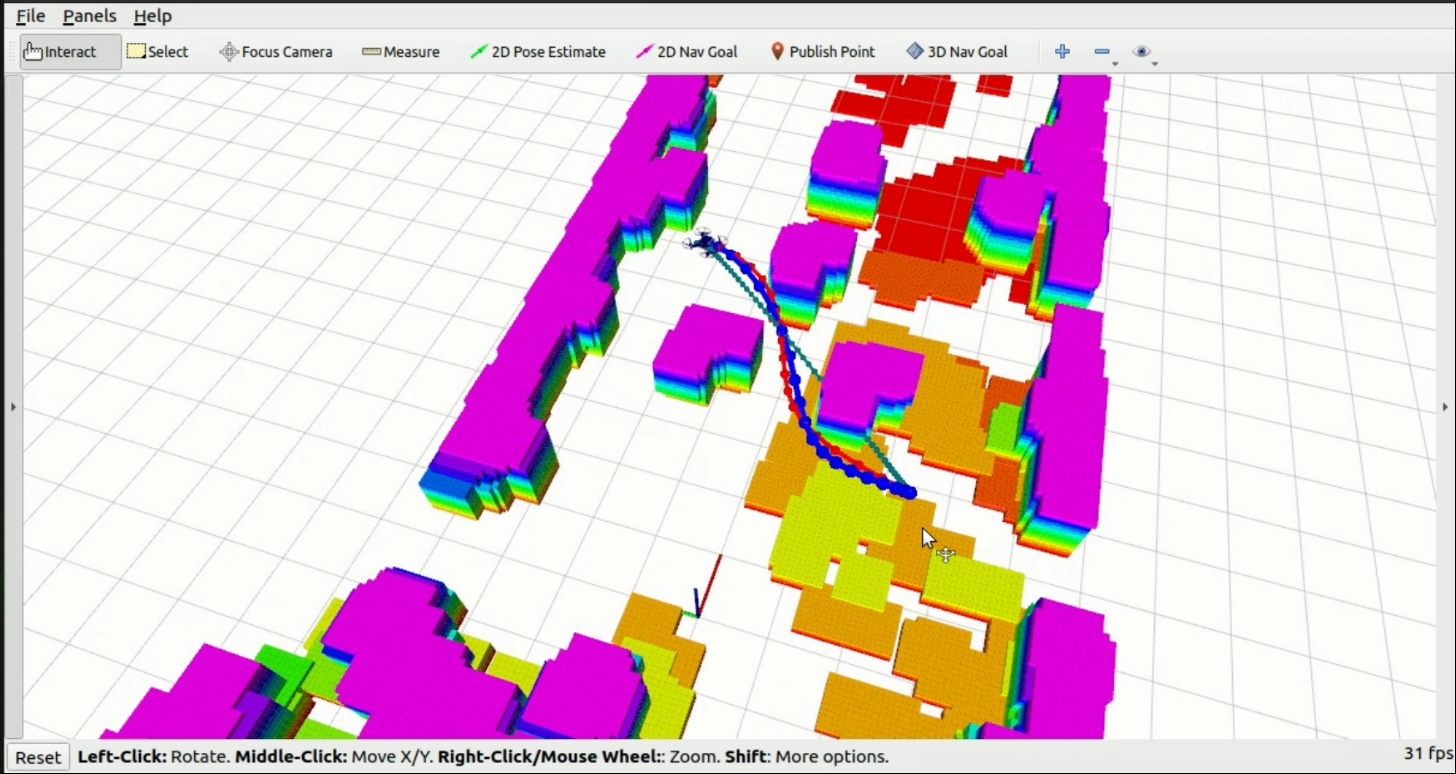 File Panels Help
Interact Select Focus Camera Measure 2D Pose Estimate 2D Nav Goal Publish Point 3D Nav Goal
Reset Left-Click: Rotate. Middle-Click: Move X/Y. Right-Click/Mouse Wheel:: Zoom. Shift: More options. 31 fps